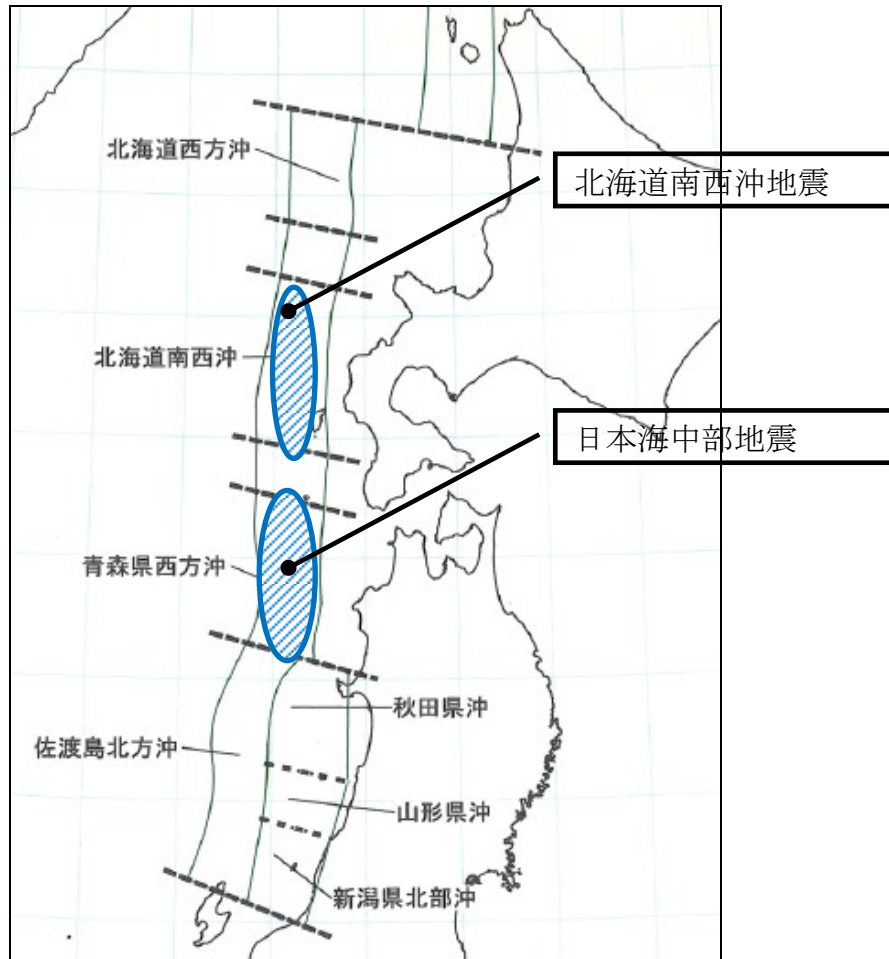 北海道西方沖
北海道南西沖地震
北海道南西沖
日本海中部地震
青森県西方沖
秋田県沖
佐渡島北方沖
山形県沖
新潟県北部沖